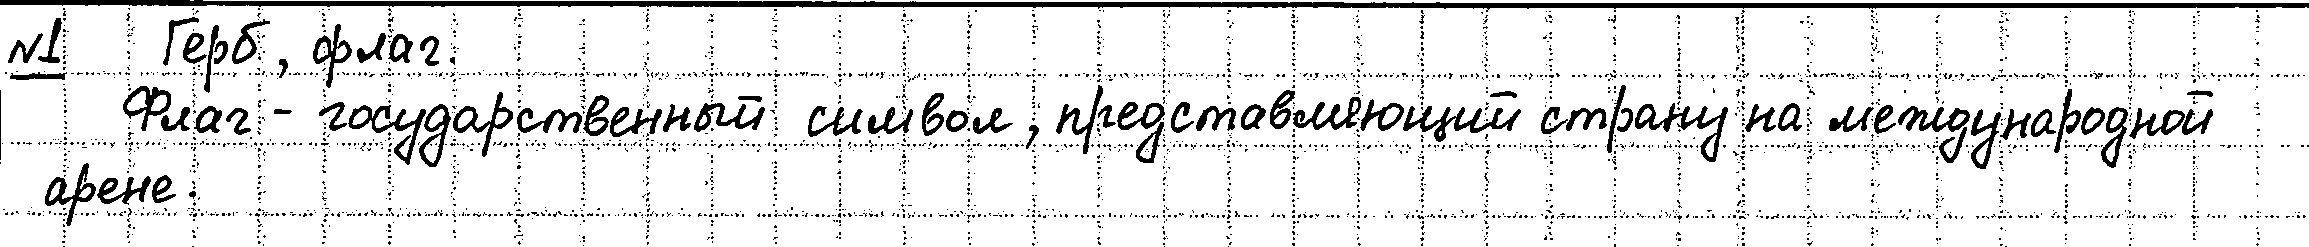 №1 Герб, флаг.
Флаг - государственный символ, представляющий страну на международной
арене.